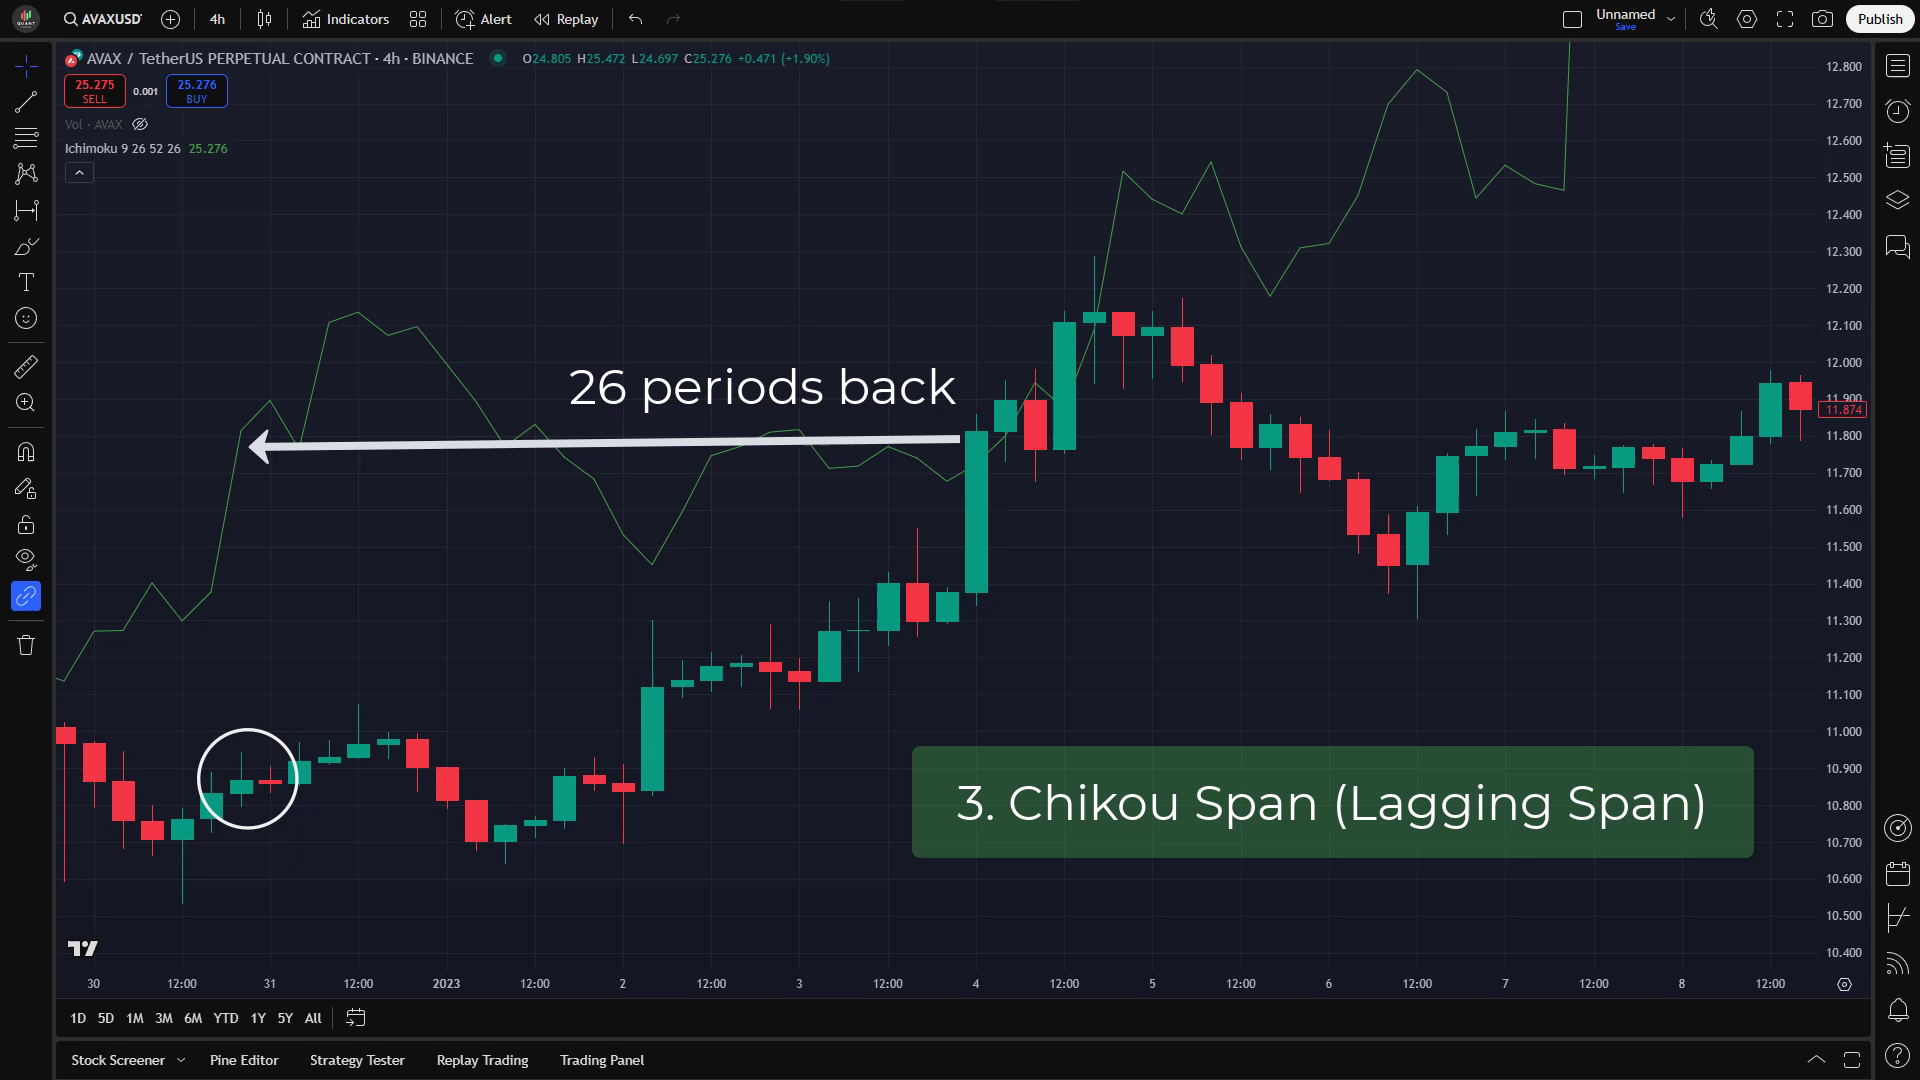 AVAXUSDT
4h
Indicators
Alert
Replay
Unnamed
Save
Publish
QUANT
AVAX / TetherUS PERPETUAL CONTRACT · 4h · BINANCE
O24.805 H25.472 L24.697 C25.276 +0.471 (+1.90%)
25.275
SELL
0.001
25.276
BUY
Vol · AVAX
Ichimoku 9 26 52 26 25.276
26 periods back
3. Chikou Span (Lagging Span)
12.800
12.700
12.600
12.500
12.400
12.300
12.200
12.100
12.000
11.900
11.874
11.800
11.700
11.600
11.500
11.400
11.300
11.200
11.100
11.000
10.900
10.800
10.700
10.600
10.500
10.400
30 12:00 31 12:00 2023 12:00 2 12:00 3 12:00 4 12:00 5 12:00 6 12:00 7 12:00 8 12:00
1D 5D 1M 3M 6M YTD 1Y 5Y All
Stock Screener Pine Editor Strategy Tester Replay Trading Trading Panel